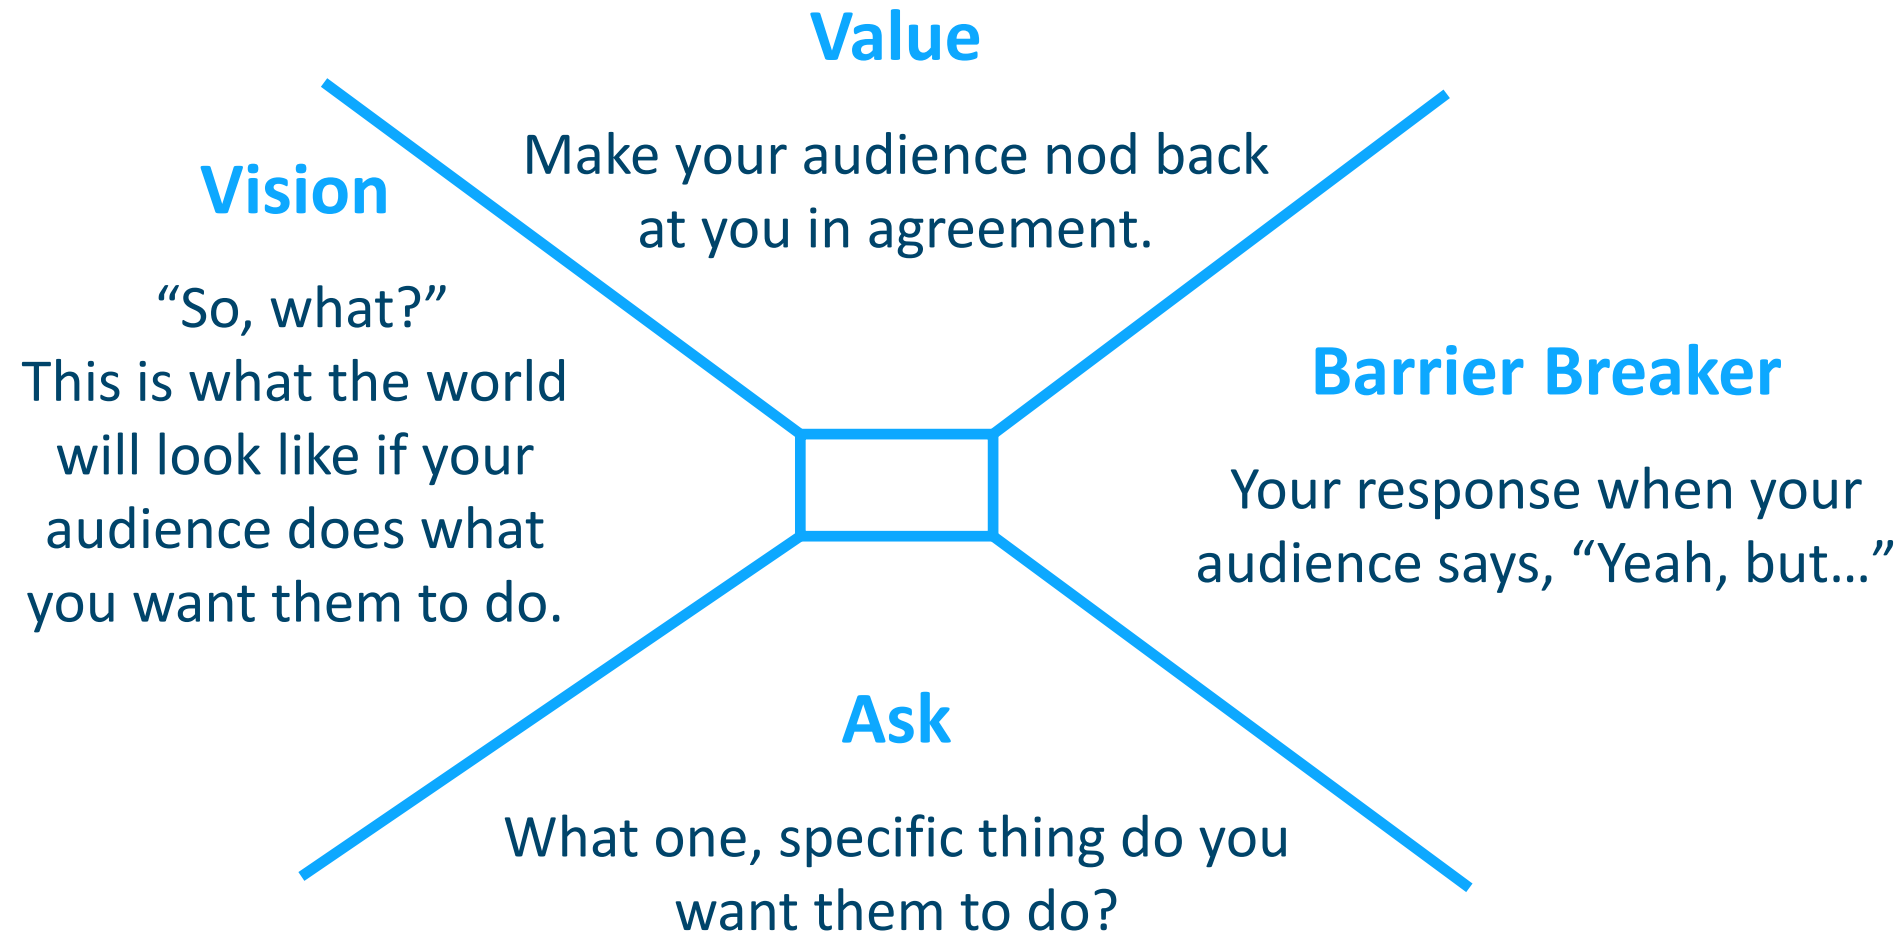 Value
Make your audience nod back
at you in agreement.
Vision
“So, what?”
This is what the world
will look like if your
audience does what
you want them to do.
Barrier Breaker
Your response when your
audience says, “Yeah, but…”
Ask
What one, specific thing do you
want them to do?